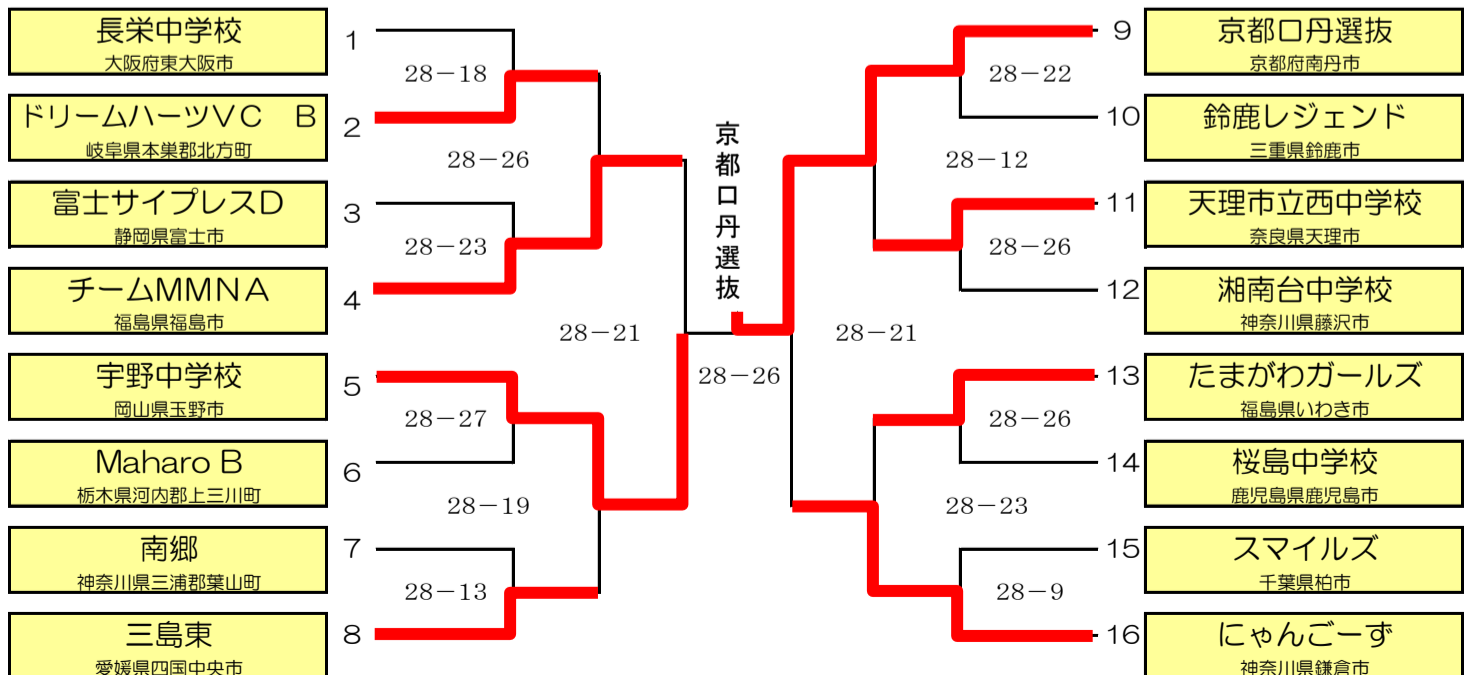 長栄中学校
大阪府東大阪市
1
ドリームハーツVC　B
岐阜県本巣郡北方町
2
28-18
富士サイプレスD
静岡県富士市
3
チームMMNA
福島県福島市
4
28-23
28-26
宇野中学校
岡山県玉野市
5
Maharo B
栃木県河内郡上三川町
6
28-27
南郷
神奈川県三浦郡葉山町
7
三島東
愛媛県四国中央市
8
28-13
28-19
28-21
京都口丹選抜
28-26
28-21
9
京都口丹選抜
京都府南丹市
28-22
10
鈴鹿レジェンド
三重県鈴鹿市
28-12
11
天理市立西中学校
奈良県天理市
28-26
12
湘南台中学校
神奈川県藤沢市
13
たまがわガールズ
福島県いわき市
28-26
14
桜島中学校
鹿児島県鹿児島市
28-23
15
スマイルズ
千葉県柏市
28-9
16
にゃんごーず
神奈川県鎌倉市